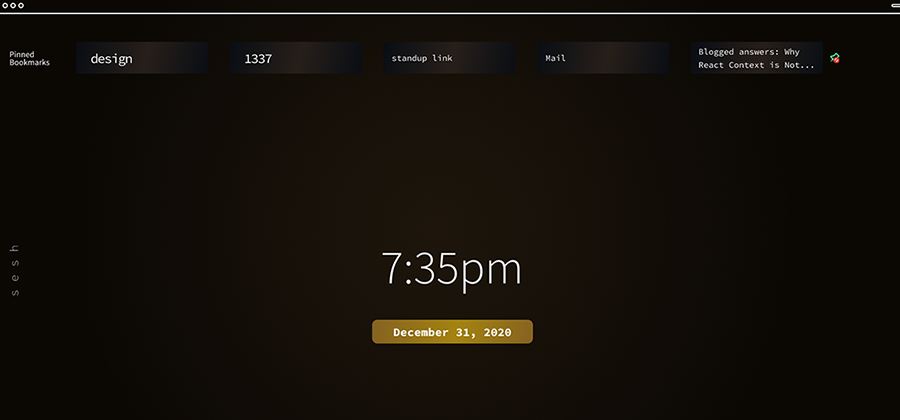 Pinned
Bookmarks
design
1337
standup link
Mail
Blogged answers: Why
React Context is Not...
sesh
7:35pm
December 31, 2020